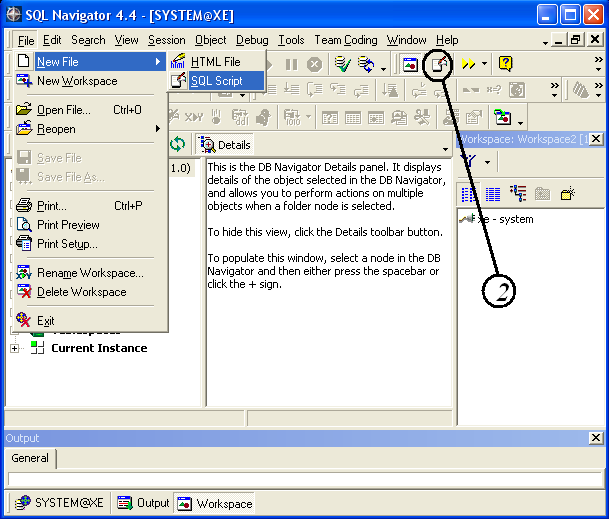 SQL Navigator 4.4 - [SYSTEM@XE]
File Edit Search View Session Object Debug Tools Team Coding Window Help
New File
HTML File
New Workspace
SQL Script
Open File... Ctrl+O
Reopen
Details
Workspace: Workspace2 [1
Save File
1.0)
Save File As...
Print... Ctrl+P
Print Preview
Print Setup...
Rename Workspace...
Delete Workspace
Exit
Current Instance
This is the DB Navigator Details panel. It displays
details of the object selected in the DB Navigator,
and allows you to perform actions on multiple
objects when a folder node is selected.
To hide this view, click the Details toolbar button.
To populate this window, select a node in the DB
Navigator and then either press the spacebar or
click the + sign.
xe - system
2
Output
General
SYSTEM@XE Output Workspace